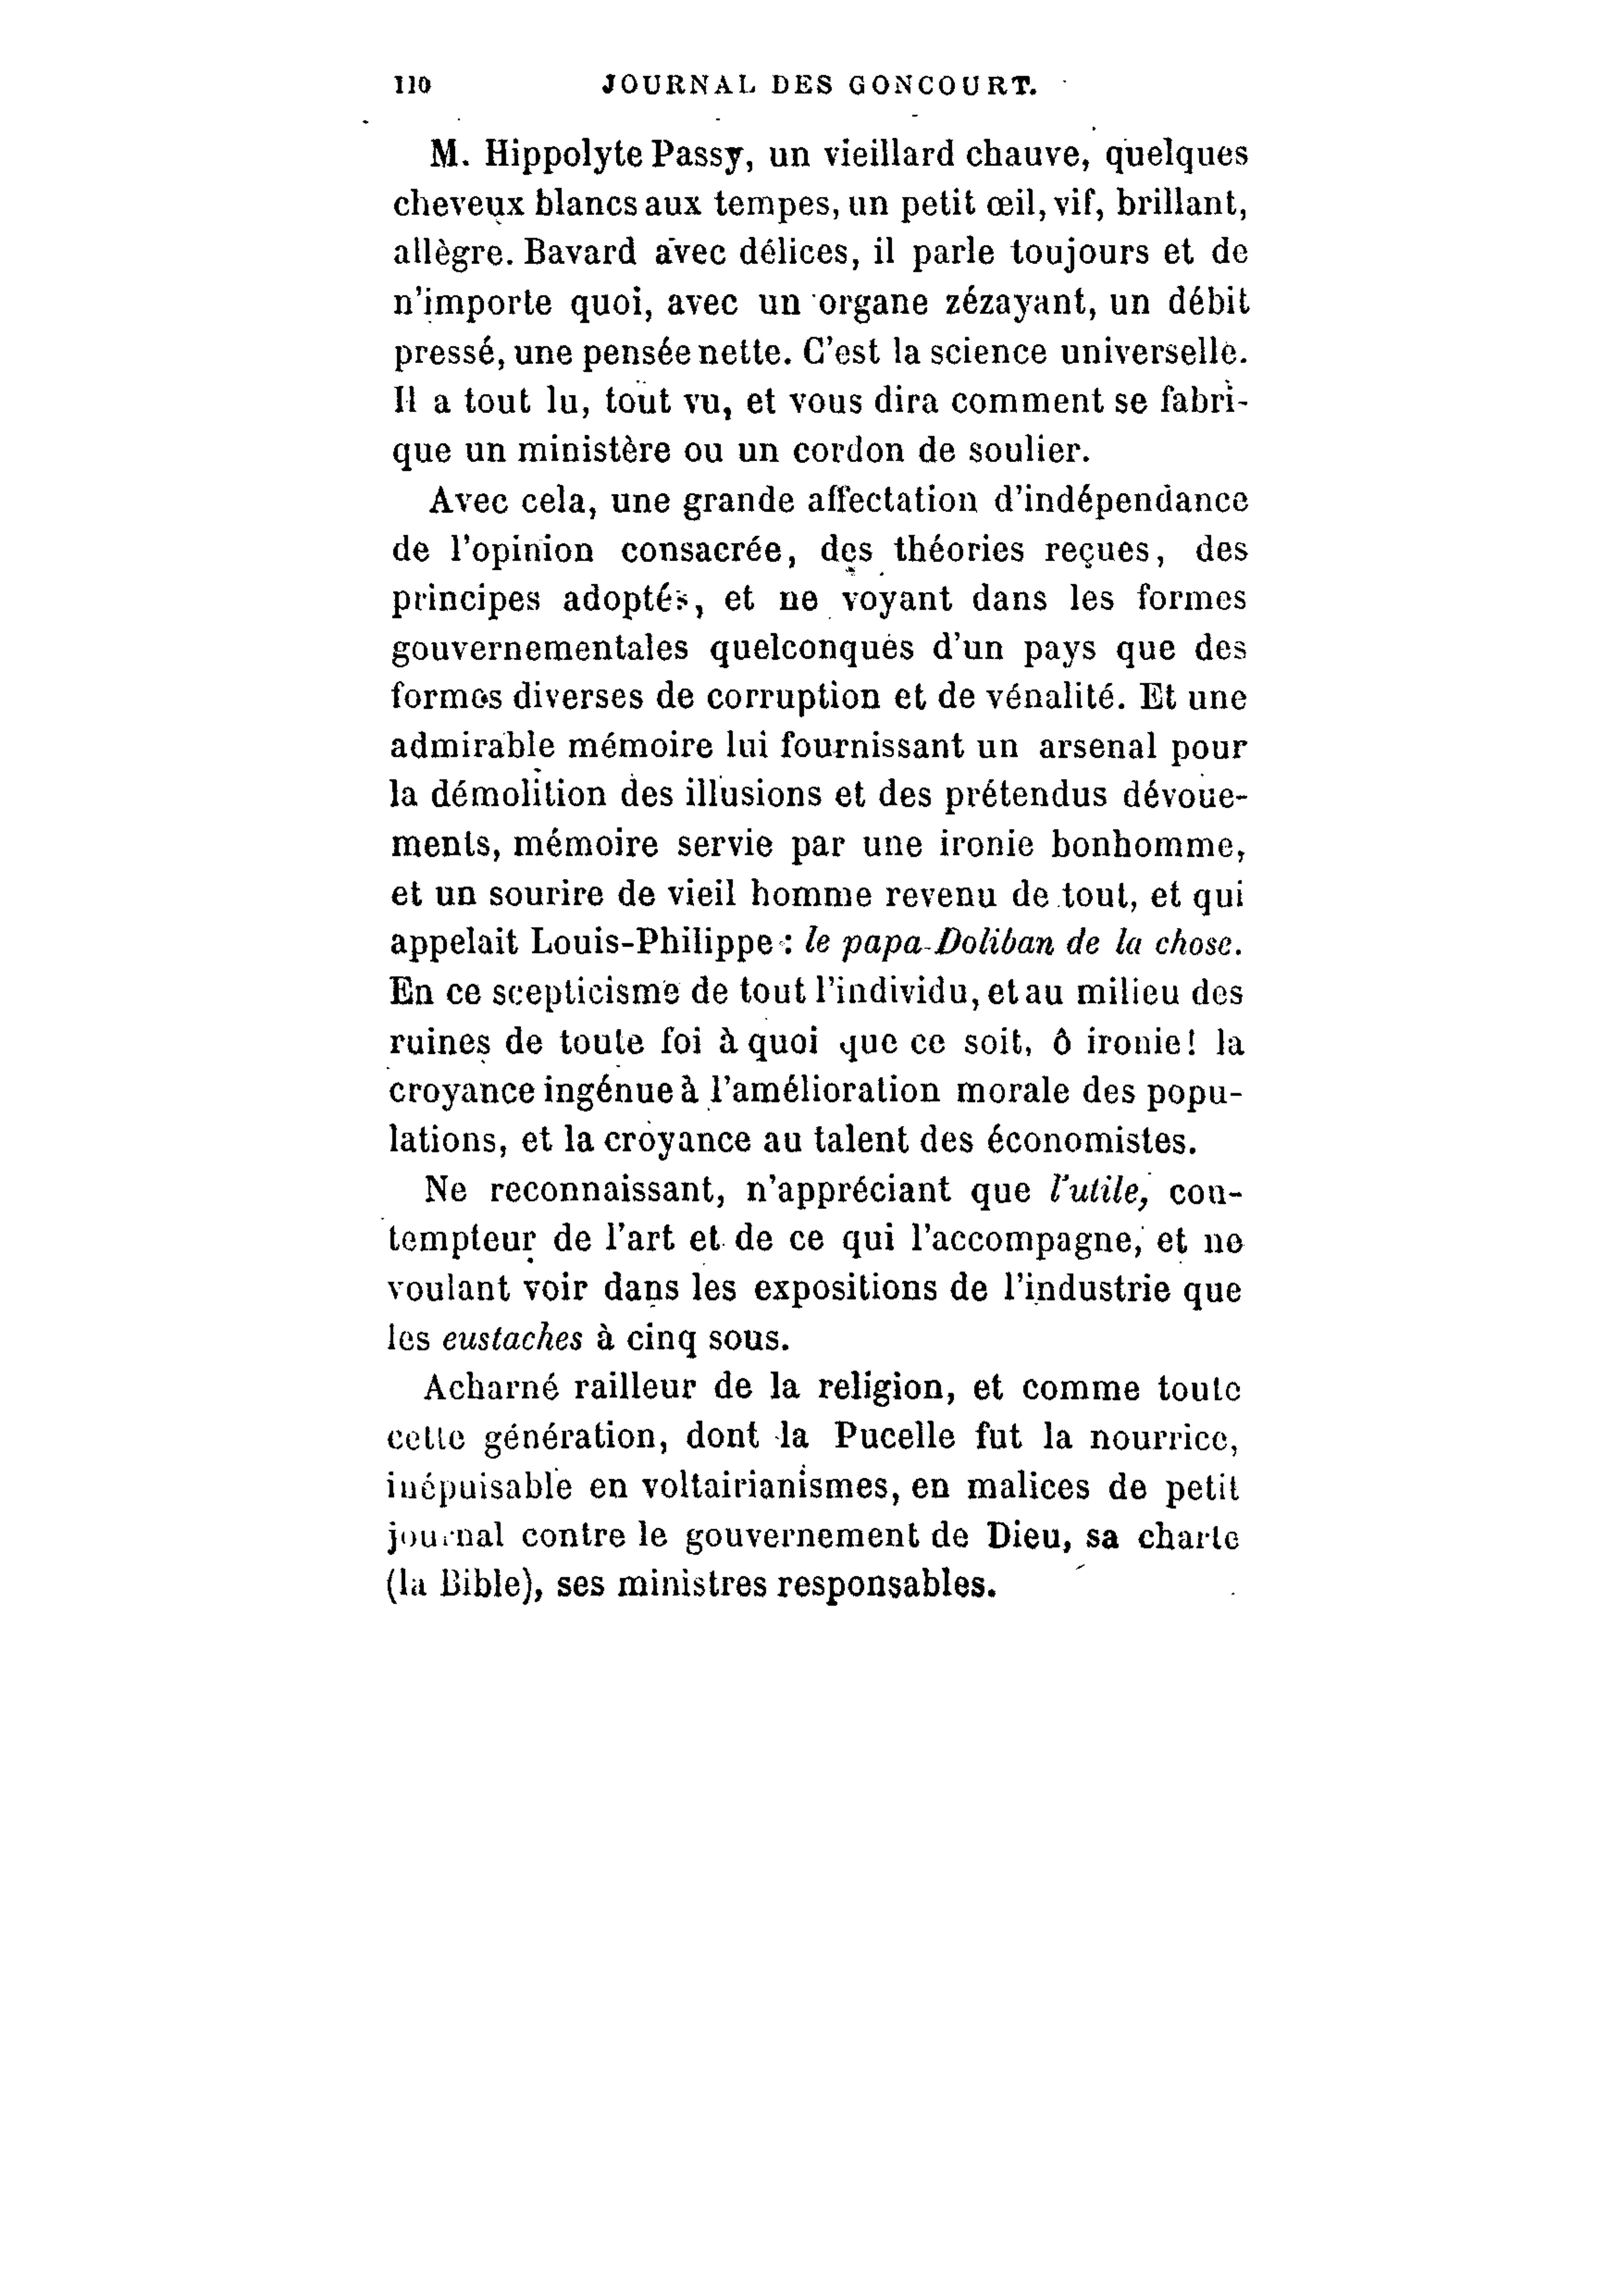 110 JOURNAL DES GONCOURT.
M. Hippolyte Passy, un vieillard chauve, quelques
cheveux blancs aux tempes, un petit œil, vif, brillant,
allègre. Bavard avec délices, il parle toujours et de
n'importe quoi, avec un organe zézayant, un débit
pressé, une pensée nette. C'est la science universelle.
Il a tout lu, tout vu, et vous dira comment se fabri-
que un ministère ou un cordon de soulier.
Avec cela, une grande affectation d'indépendance
de l'opinion consacrée, des théories reçues, des
principes adoptés, et ne voyant dans les formes
gouvernementales quelconques d'un pays que des
formes diverses de corruption et de vénalité. Et une
admirable mémoire lui fournissant un arsenal pour
la démolition des illusions et des prétendus dévoue-
ments, mémoire servie par une ironie bonhomme,
et un sourire de vieil homme revenu de tout, et qui
appelait Louis-Philippe : le papa Doliban de la chose.
En ce scepticisme de tout l'individu, et au milieu des
ruines de toute foi à quoi que ce soit, ô ironie! la
croyance ingénue à l'amélioration morale des popu-
lations, et la croyance au talent des économistes.
Ne reconnaissant, n'appréciant que l'utile, con-
tempteur de l'art et de ce qui l'accompagne, et ne
voulant voir dans les expositions de l'industrie que
les eustaches à cinq sous.
Acharné railleur de la religion, et comme toute
cette génération, dont la Pucelle fut la nourrice,
inépuisable en voltairianismes, en malices de petit
journal contre le gouvernement de Dieu, sa charte
(la Bible), ses ministres responsables.